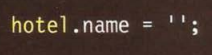 hotel.name = '';